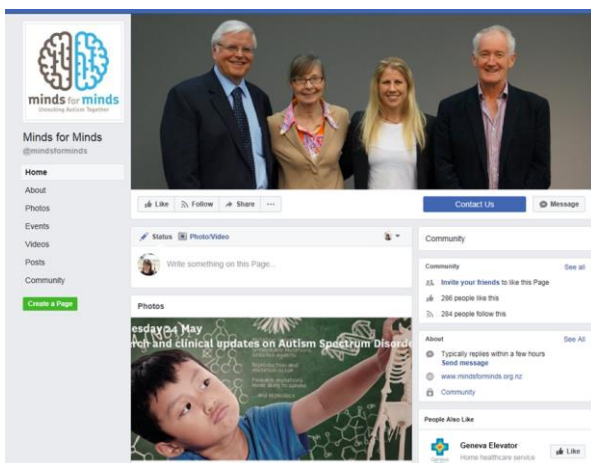 minds for minds
Unlocking Autism Together
Minds for Minds
@mindsforminds
Home
About
Photos
Events
Videos
Posts
Community
Create a Page
Like Follow Share ...
Contact Us
Message
Status Photo/Video
Write something on this Page...
Photos
esday 24 May
rch and clinical updates on Autism Spectrum Disorde
Community
Community See all
Invite your friends to like this Page
286 people like this
284 people follow this
About See All
Typically replies within a few hours
Send message
www.mindsforminds.org.nz
Community
People Also Like
Geneva Elevator
Home healthcare service
Like